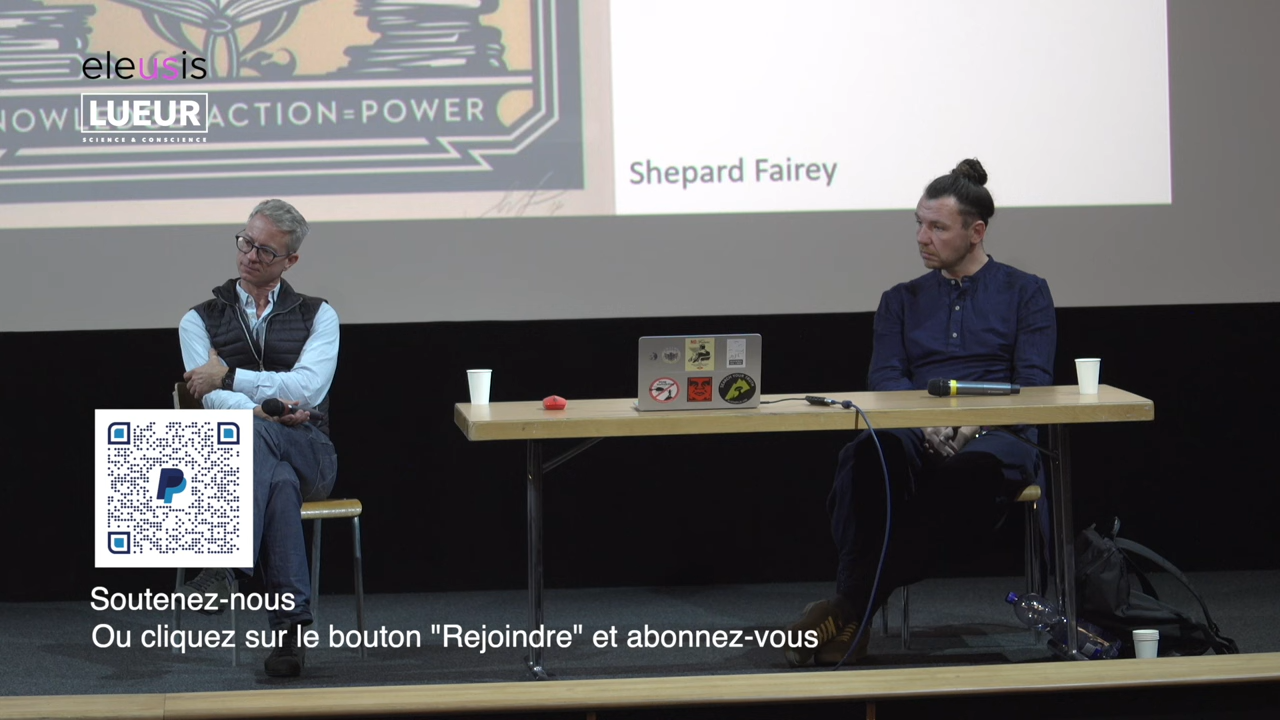 eleusis
LUEUR
SCIENCE & CONSCIENCE
ACTION=POWER
Shepard Fairey
Soutenez-nous
Ou cliquez sur le bouton "Rejoindre" et abonnez-vous